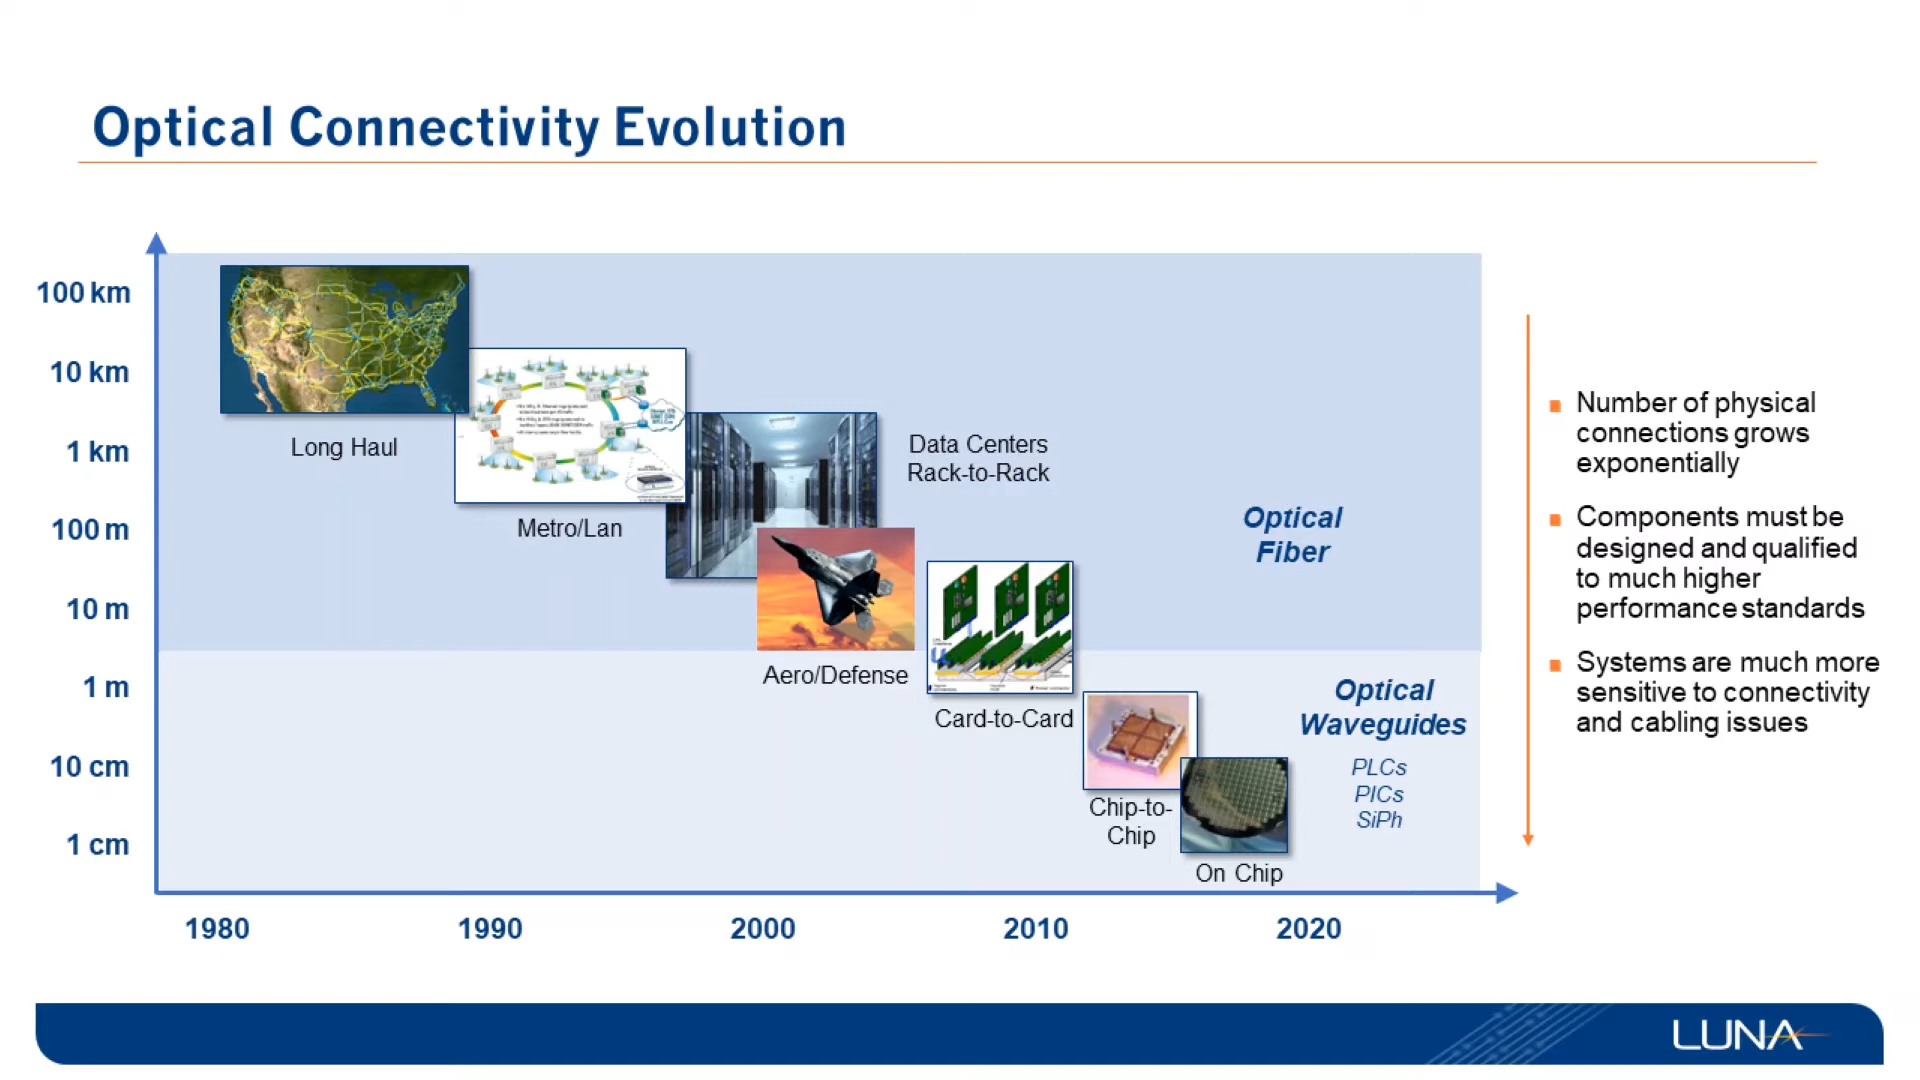 Optical Connectivity Evolution
100 km
10 km
1 km
100 m
10 m
1 m
10 cm
1 cm
Long Haul
Metro/Lan
Data Centers
Rack-to-Rack
Aero/Defense
Card-to-Card
Chip-to-
Chip
On Chip
Optical
Fiber
Optical
Waveguides
PLCs
PICs
SiPh
1980
1990
2000
2010
2020
Number of physical
connections grows
exponentially
Components must be
designed and qualified
to much higher
performance standards
Systems are much more
sensitive to connectivity
and cabling issues
LUNA